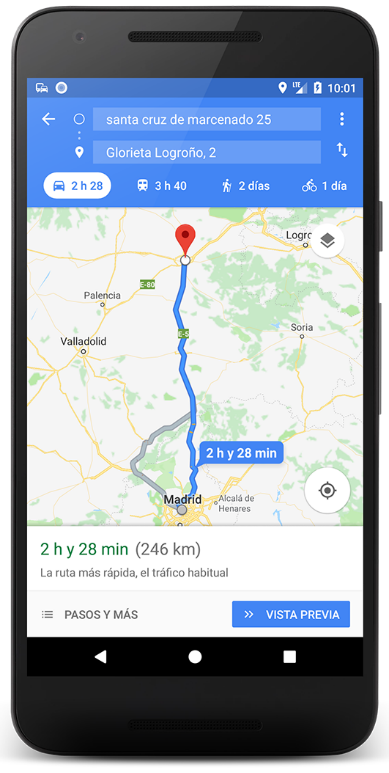 LTE 10:01
santa cruz de marcenado 25
Glorieta Logroño, 2
2 h 28
3 h 40
2 días
1 día
Logro
E-80
Palencia
E-5
Soria
Valladolid
2 h y 28 min
Madrid
Alcalá de
Henares
2 h y 28 min (246 km)
La ruta más rápida, el tráfico habitual
PASOS Y MÁS
VISTA PREVIA